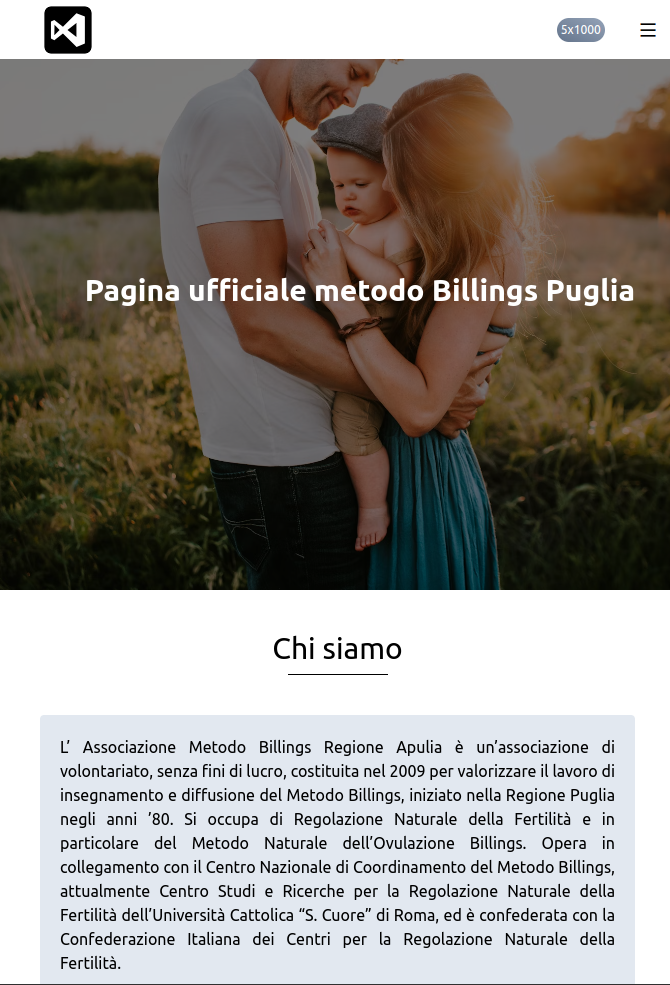 5x1000
Pagina ufficiale metodo Billings Puglia
Chi siamo
L’ Associazione Metodo Billings Regione Apulia è un’associazione di
volontariato, senza fini di lucro, costituita nel 2009 per valorizzare il lavoro di
insegnamento e diffusione del Metodo Billings, iniziato nella Regione Puglia
negli anni ’80. Si occupa di Regolazione Naturale della Fertilità e in
particolare del Metodo Naturale dell’Ovulazione Billings. Opera in
collegamento con il Centro Nazionale di Coordinamento del Metodo Billings,
attualmente Centro Studi e Ricerche per la Regolazione Naturale della
Fertilità dell’Università Cattolica “S. Cuore” di Roma, ed è confederata con la
Confederazione Italiana dei Centri per la Regolazione Naturale della
Fertilità.